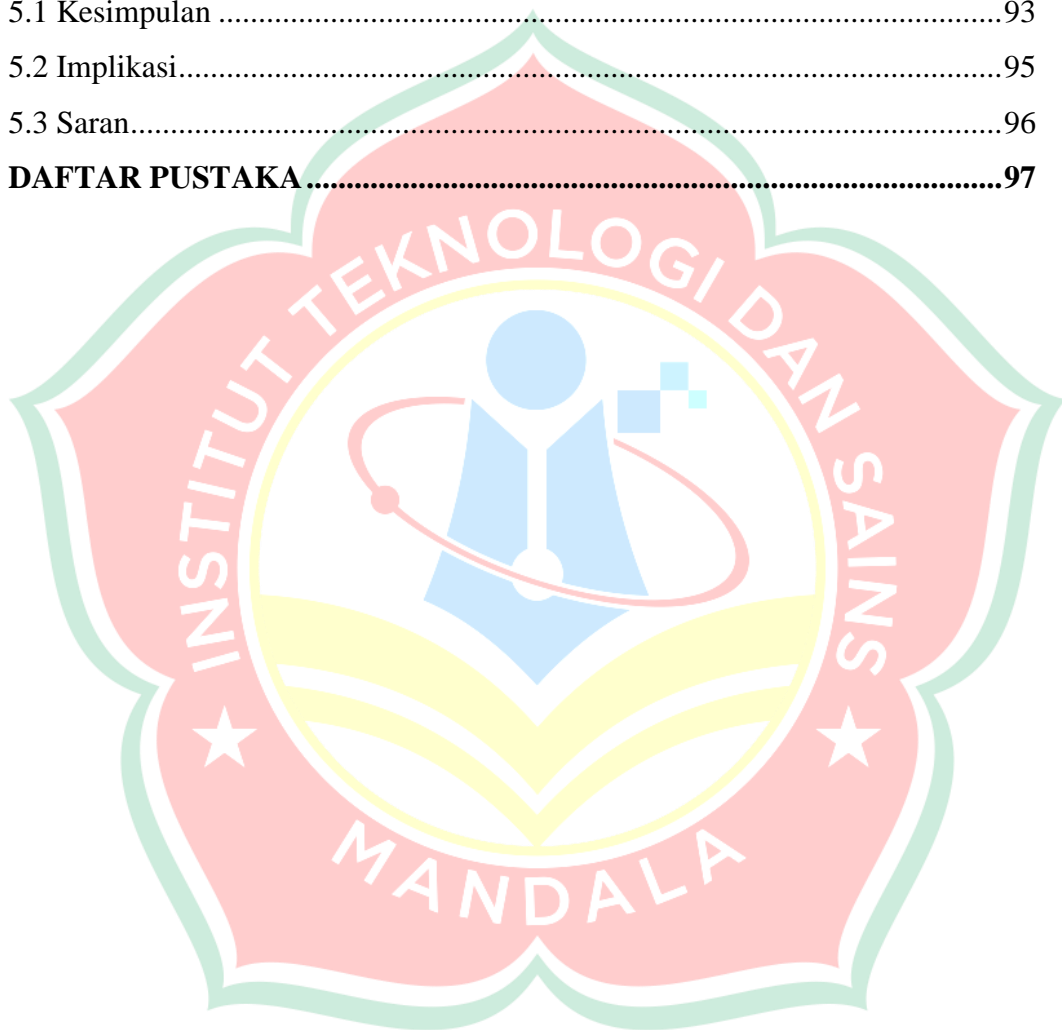 5.1 Kesimpulan ....................................................................................................93
5.2 Implikasi.........................................................................................................95
5.3 Saran...............................................................................................................96
DAFTAR PUSTAKA .........................................................................................97
INSTITUT TEKNOLOGI DAN SAINS
MANDALA